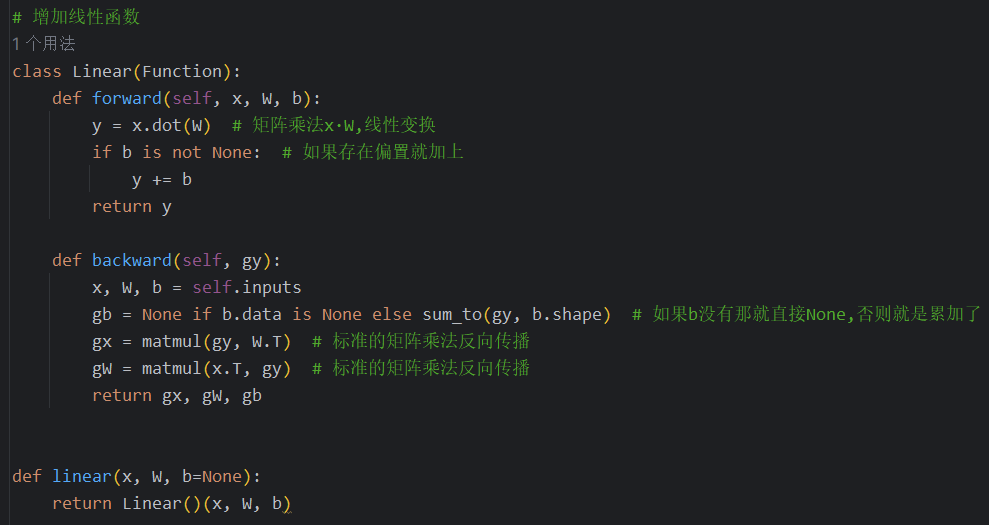 # 增加线性函数
1 个用法
class Linear(Function):
    def forward(self, x, W, b):
        y = x.dot(W)  # 矩阵乘法x·W,线性变换
        if b is not None:  # 如果存在偏置就加上
            y += b
        return y

    def backward(self, gy):
        x, W, b = self.inputs
        gb = None if b.data is None else sum_to(gy, b.shape)  # 如果b没有那就直接None,否则就是累加了
        gx = matmul(gy, W.T)  # 标准的矩阵乘法反向传播
        gW = matmul(x.T, gy)  # 标准的矩阵乘法反向传播
        return gx, gW, gb


def linear(x, W, b=None):
    return Linear()(x, W, b)